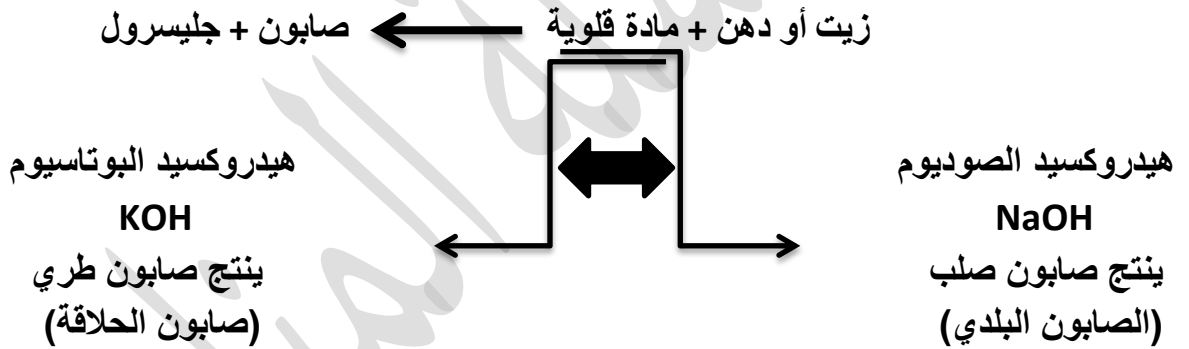 زيت أو دهن + مادة قلوية صابون + جليسرول
هيدروكسيد الصوديوم
NaOH
ينتج صابون صلب
(الصابون البلدي)
هيدروكسيد البوتاسيوم
KOH
ينتج صابون طري
(صابون الحلاقة)